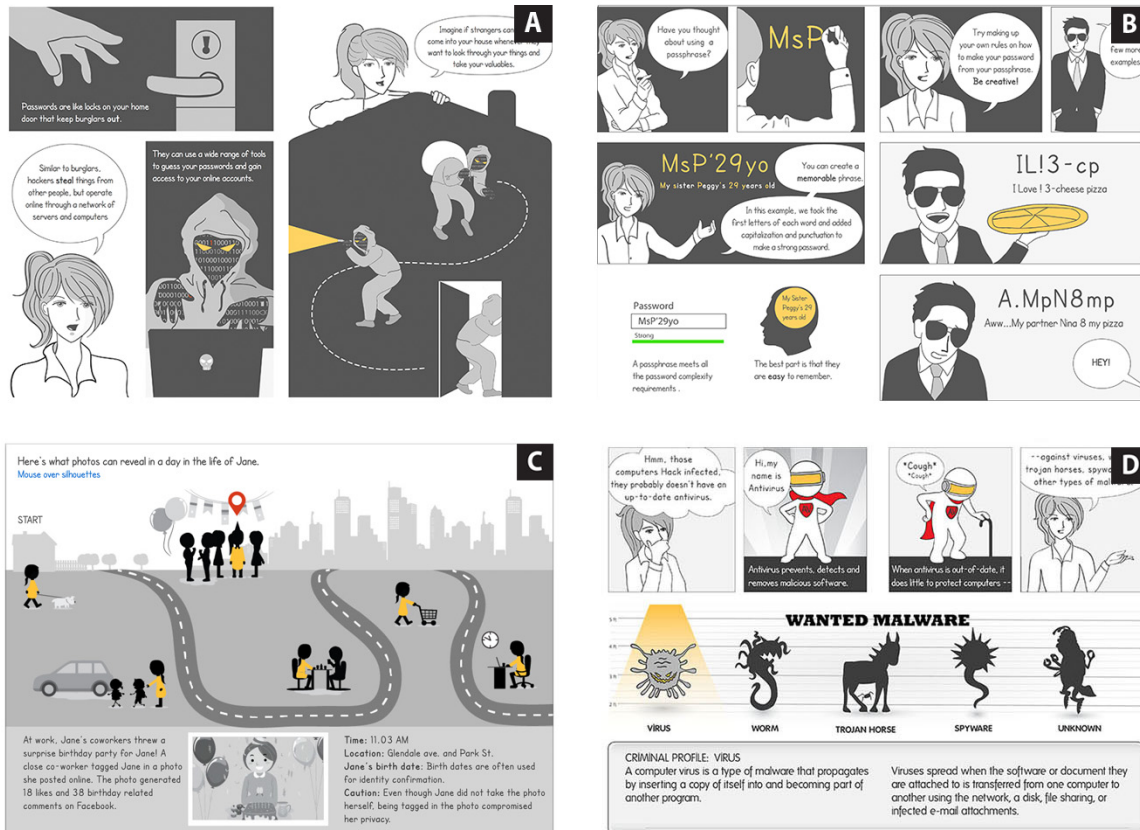 A
Passwords are like locks on your home
door that keep burglars out.
Imagine if strangers can
come into your house whenever they
want to look through your things and
take your valuables.
Similar to burglars,
hackers steal things from
other people, but operate
online through a network of
servers and computers
They can use a wide range of tools
to guess your passwords and gain
access to your online accounts.
B
Have you thought
about using a
passphrase?
MsP
Try making up
your own rules on how
to make your password
from your passphrase.
Be creative!
few more
examples
MsP'29yo
My sister Peggy's 29 years old
You can create a
memorable phrase.
In this example, we took the
first letters of each word and added
capitalization and punctuation to
make a strong password.
IL!3-cp
I Love ! 3-cheese pizza
Password
MsP'29yo
Strong
A passphrase meets all
the password complexity
requirements .
My Sister
Peggy's 29
years old
The best part is that they
are easy to remember.
A.MpN8mp
Aww...My partner Nina 8 my pizza
HEY!
C
Here's what photos can reveal in a day in the life of Jane.
Mouse over silhouettes
START
At work, Jane's coworkers threw a
surprise birthday party for Jane! A
close co-worker tagged Jane in a photo
she posted online. The photo generated
18 likes and 38 birthday related
comments on Facebook.
Time: 11.03 AM
Location: Glendale ave. and Park St.
Jane's birth date: Birth dates are often used
for identity confirmation.
Caution: Even though Jane did not take the photo
herself, being tagged in the photo compromised
her privacy.
D
Hmm, those
computers Hack infected,
they probably doesn't have an
up-to-date antivirus.
Hi,my
name is
Antivirus
Antivirus prevents, detects and
removes malicious software.
*Cough*
*Cough*
When antivirus is out-of-date, it
does little to protect computers --
--against viruses,
trojan horses,
other types of
WANTED MALWARE
VİRUS
WORM
TROJAN HORSE
SPYWARE
UNKNOWN
CRIMINAL PROFILE: VIRUS
A computer virus is a type of malware that propagates
by inserting a copy of itself into and becoming part of
another program.
Viruses spread when the software or document they
are attached to is transferred from one computer to
another using the network, a disk, file sharing, or
infected e-mail attachments.